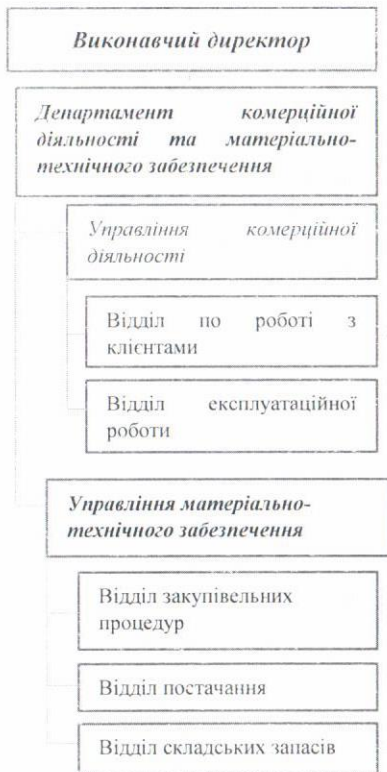 Виконавчий директор
Департамент комерційної
діяльності та матеріально-
технічного забезпечення
Управління комерційної
діяльності
Відділ по роботі з
клієнтами
Відділ експлуатаційної
роботи
Управління матеріально-
технічного забезпечення
Відділ закупівельних
процедур
Відділ постачання
Відділ складських запасів